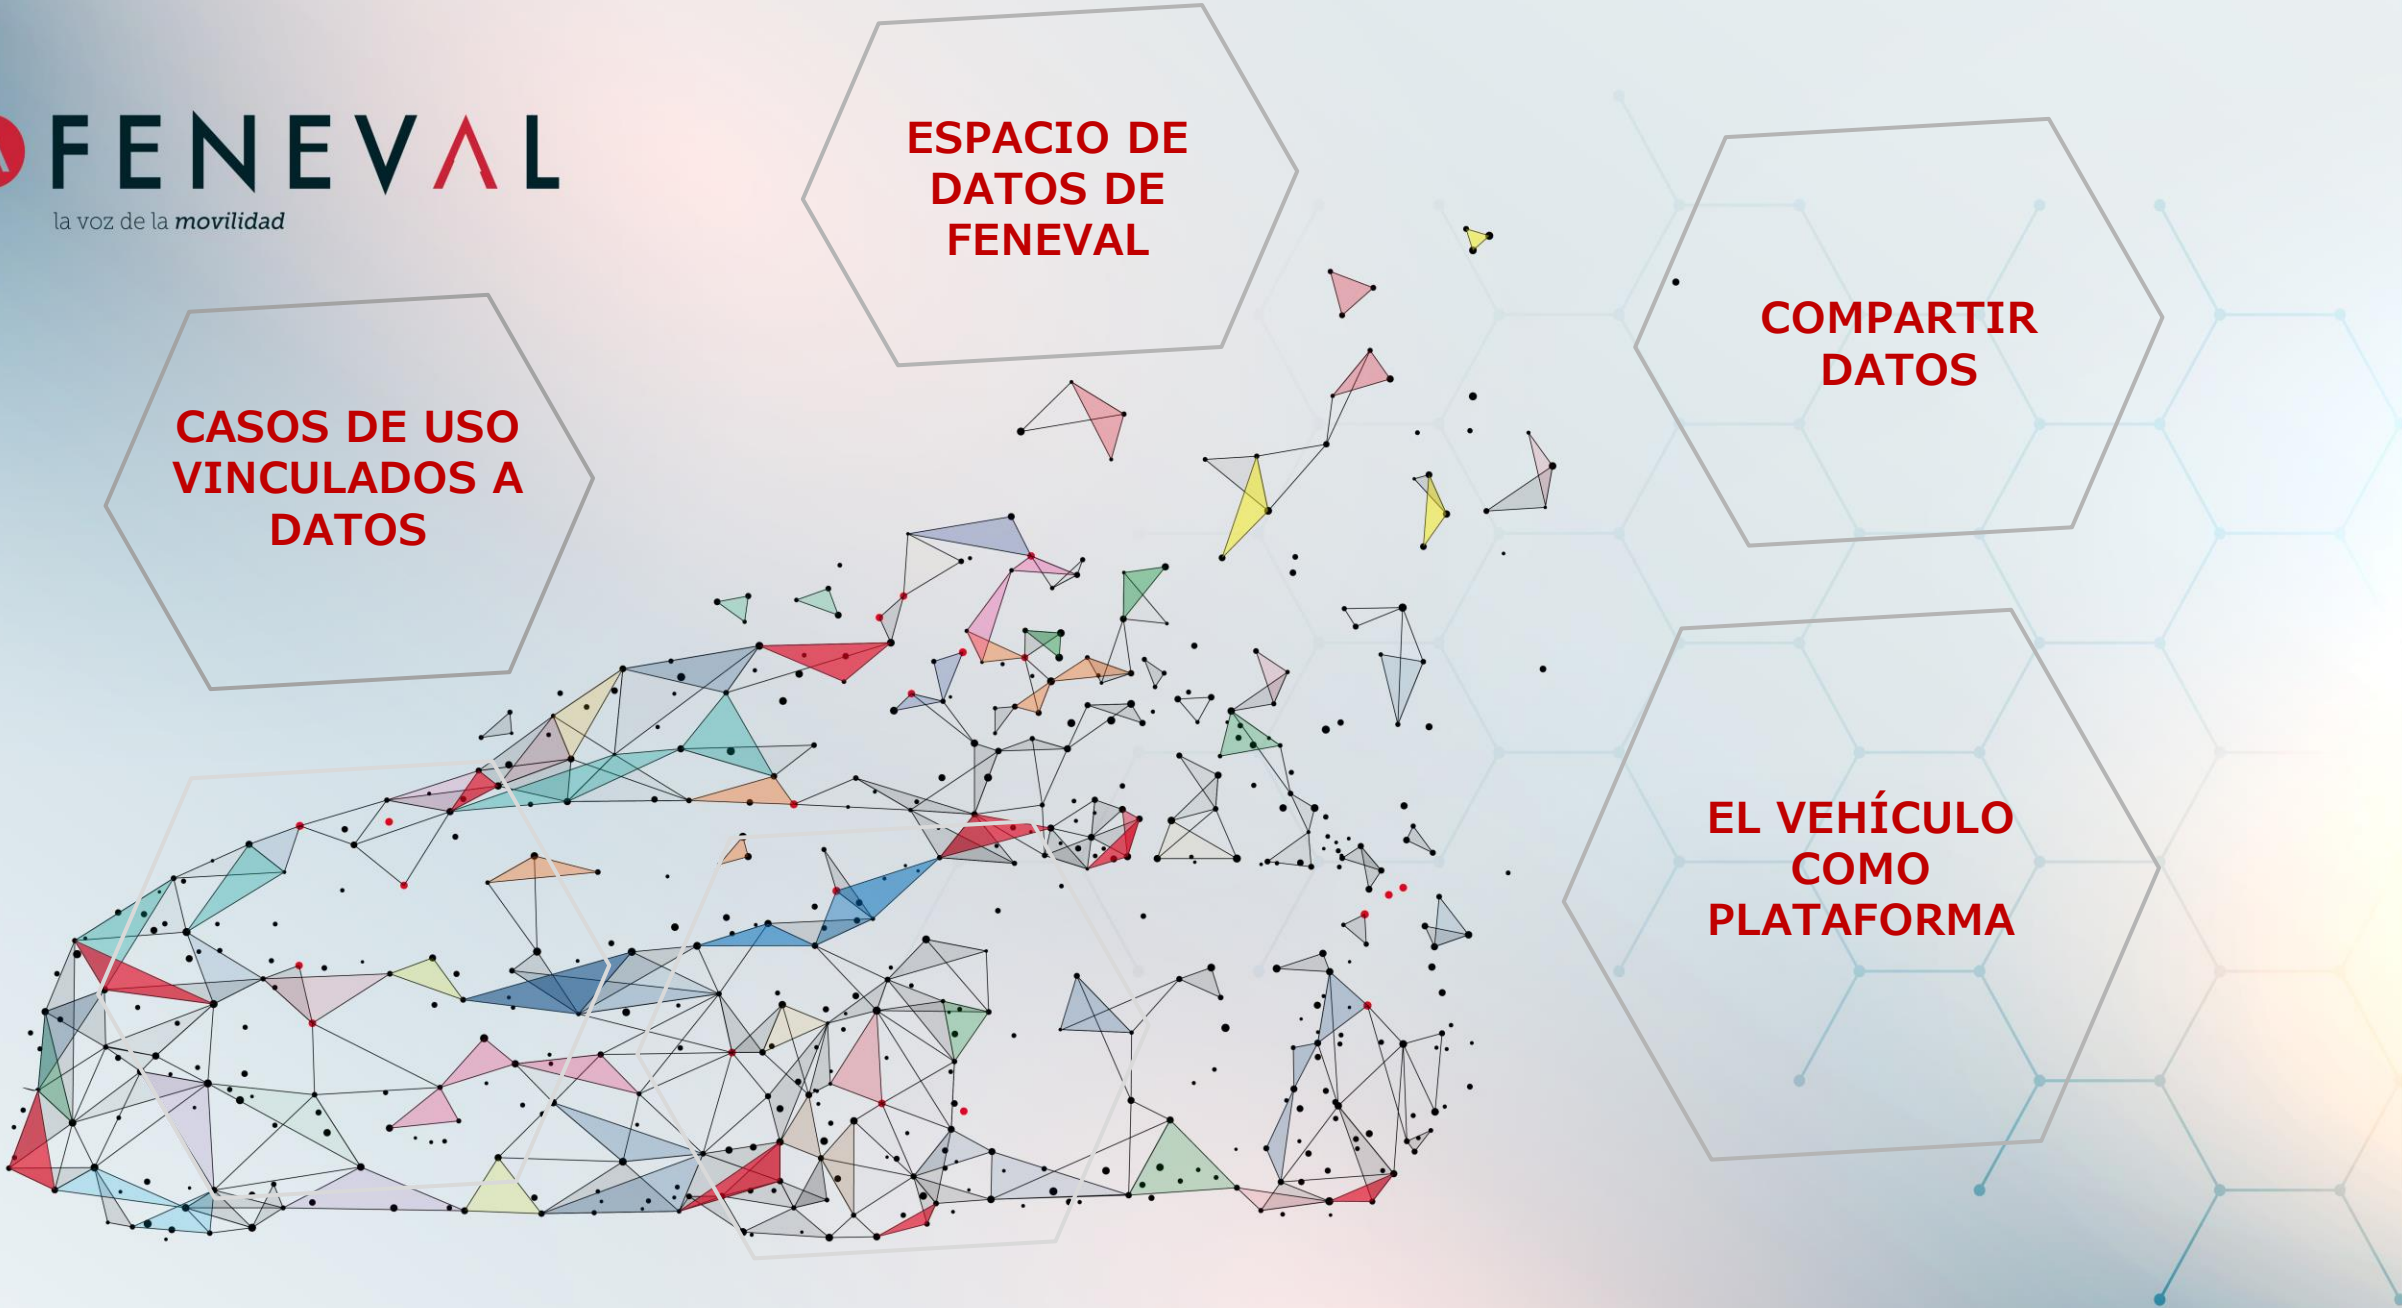 FENEVAL
la voz de la movilidad
ESPACIO DE
DATOS DE
FENEVAL
COMPARTIR
DATOS
CASOS DE USO
VINCULADOS A
DATOS
EL VEHÍCULO
COMO
PLATAFORMA